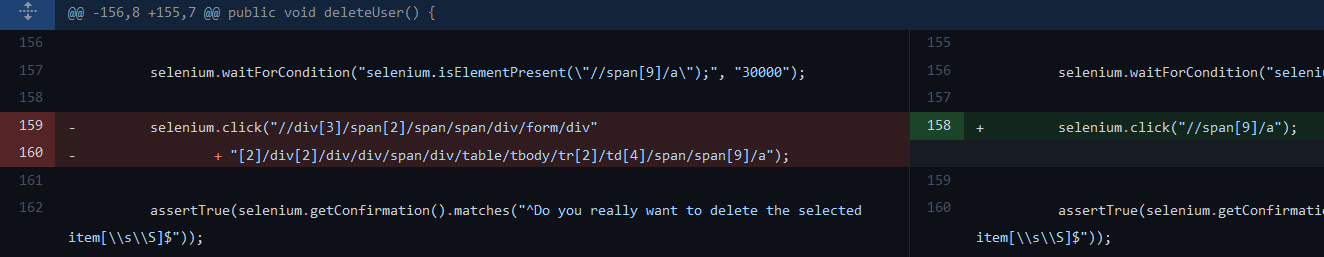 @@ -156,8 +155,7 @@ public void deleteUser() {
156 155
157 selenium.waitForCondition("selenium.isElementPresent(\"//span[9]/a\");", "30000"); 156 selenium.waitForCondition("seleni
158 157
159 - selenium.click("//div[3]/span[2]/span/span/div/form/div" 158 + selenium.click("//span[9]/a");
160 - + "[2]/div[2]/div/div/span/div/table/tbody/tr[2]/td[4]/span/span[9]/a");
161 159
162 assertTrue(selenium.getConfirmation().matches("^Do you really want to delete the selected 160 assertTrue(selenium.getConfirmati
item[\\s\\S]$")); item[\\s\\S]$"));